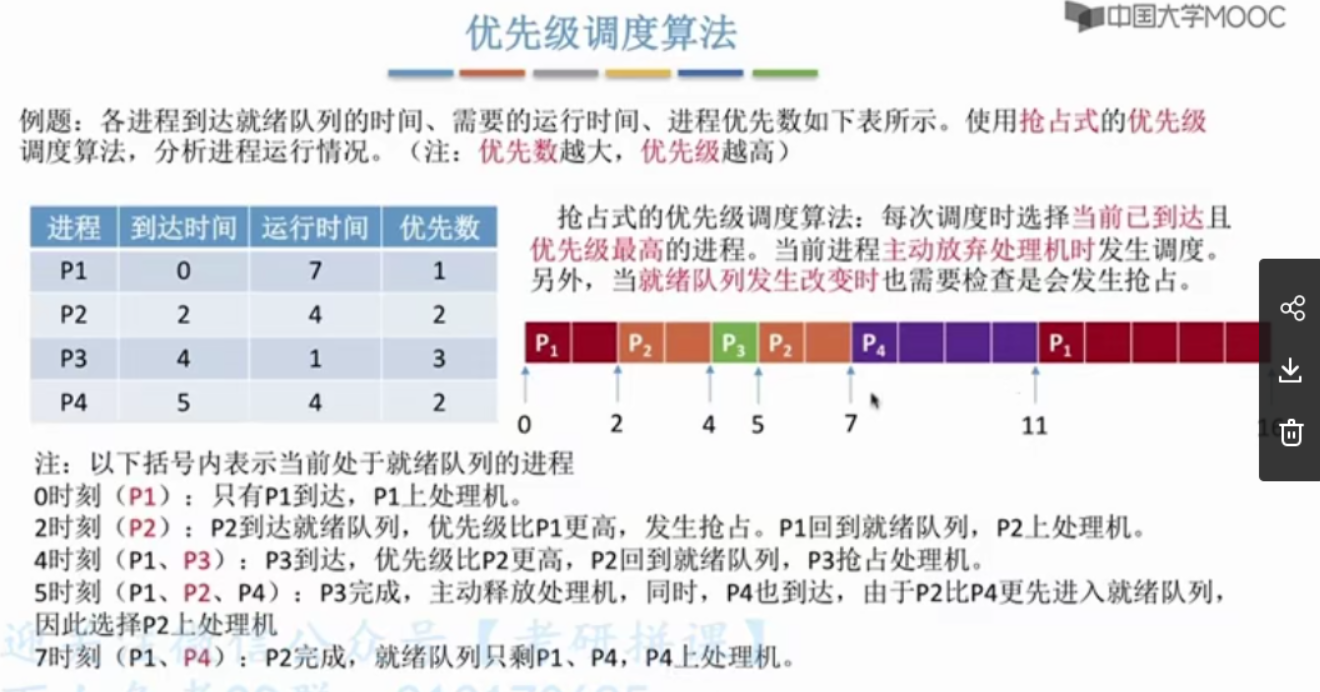 中国大学MOOC
优先级调度算法
例题：各进程到达就绪队列的时间、需要的运行时间、进程优先数如下表所示。使用抢占式的优先级
调度算法，分析进程运行情况。（注：优先数越大，优先级越高）
进程 到达时间 运行时间 优先数
P1 0 7 1
P2 2 4 2
P3 4 1 3
P4 5 4 2
抢占式的优先级调度算法：每次调度时选择当前已到达且
优先级最高的进程。当前进程主动放弃处理机时发生调度。
另外，当就绪队列发生改变时也需要检查是会发生抢占。
P1 P2 P3 P2 P4 P1
0 2 4 5 7 11
注：以下括号内表示当前处于就绪队列的进程
0时刻（P1）：只有P1到达，P1上处理机。
2时刻（P2）：P2到达就绪队列，优先级比P1更高，发生抢占。P1回到就绪队列，P2上处理机。
4时刻（P1、P3）：P3到达，优先级比P2更高，P2回到就绪队列，P3抢占处理机。
5时刻（P1、P2、P4）：P3完成，主动释放处理机，同时，P4也到达，由于P2比P4更先进入就绪队列，
因此选择P2上处理机
7时刻（P1、P4）：P2完成，就绪队列只剩P1、P4，P4上处理机。